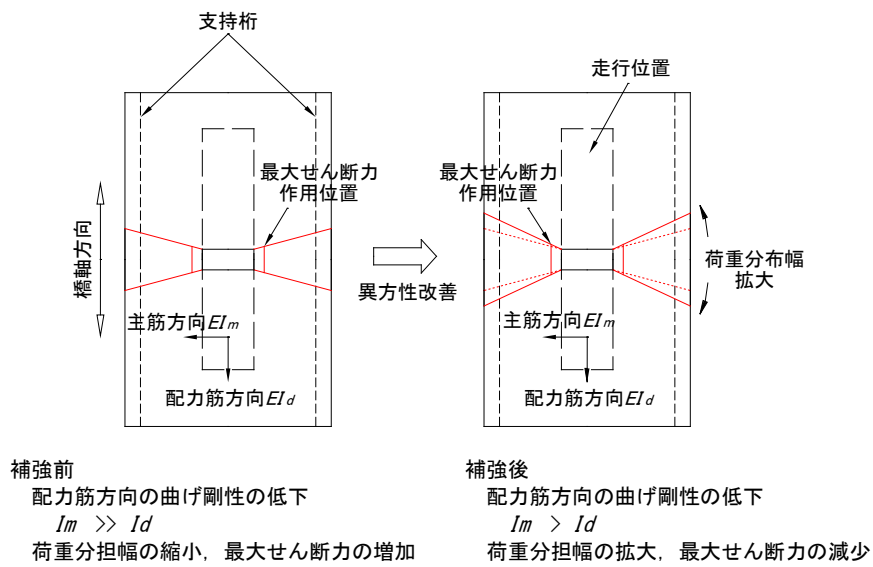 支持桁
走行位置
最大せん断力
作用位置
最大せん断力
作用位置
橋軸方向
異方性改善
荷重分布幅
拡大
主筋方向EIm
配力筋方向EId
主筋方向EIm
配力筋方向EId
補強前
配力筋方向の曲げ剛性の低下
Im >> Id
荷重分担幅の縮小，最大せん断力の増加
補強後
配力筋方向の曲げ剛性の低下
Im > Id
荷重分担幅の拡大，最大せん断力の減少